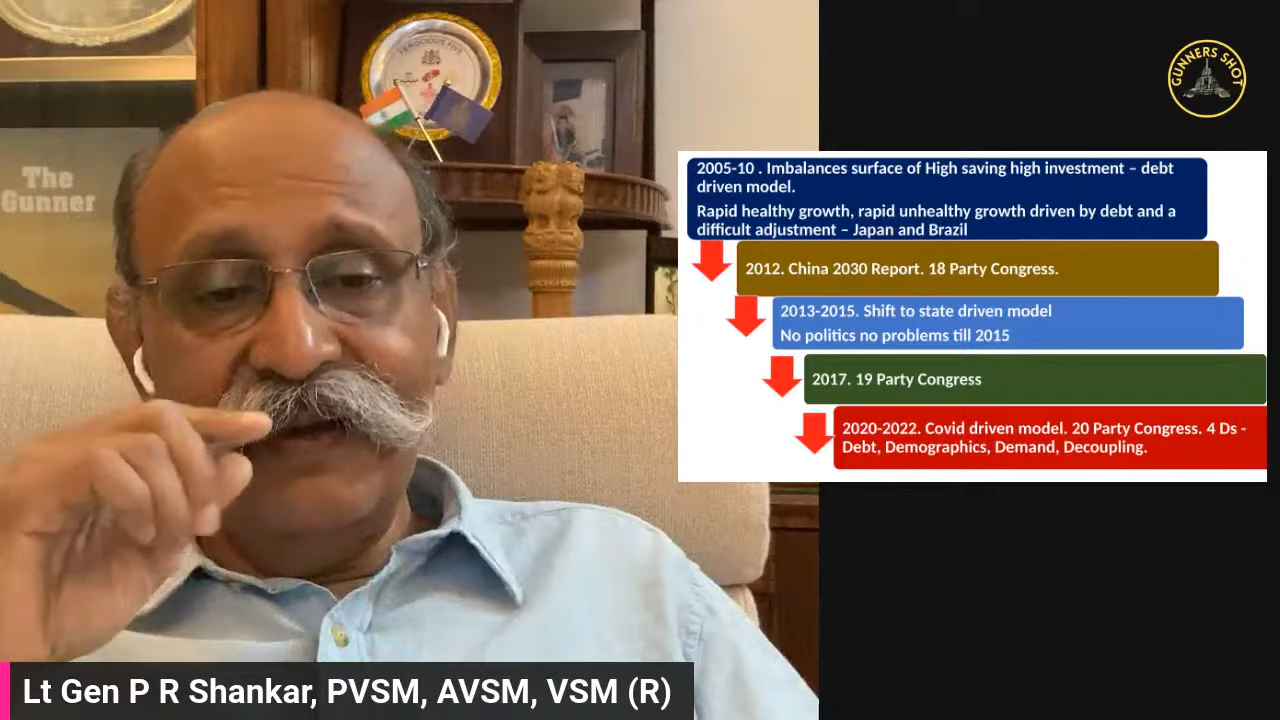 FEROCIOUS FIVE
The
Gunner
GUNNERS SHOT
2005-10 . Imbalances surface of High saving high investment – debt
driven model.
Rapid healthy growth, rapid unhealthy growth driven by debt and a
difficult adjustment – Japan and Brazil
2012. China 2030 Report. 18 Party Congress.
2013-2015. Shift to state driven model
No politics no problems till 2015
2017. 19 Party Congress
2020-2022. Covid driven model. 20 Party Congress. 4 Ds -
Debt, Demographics, Demand, Decoupling.
Lt Gen P R Shankar, PVSM, AVSM, VSM (R)